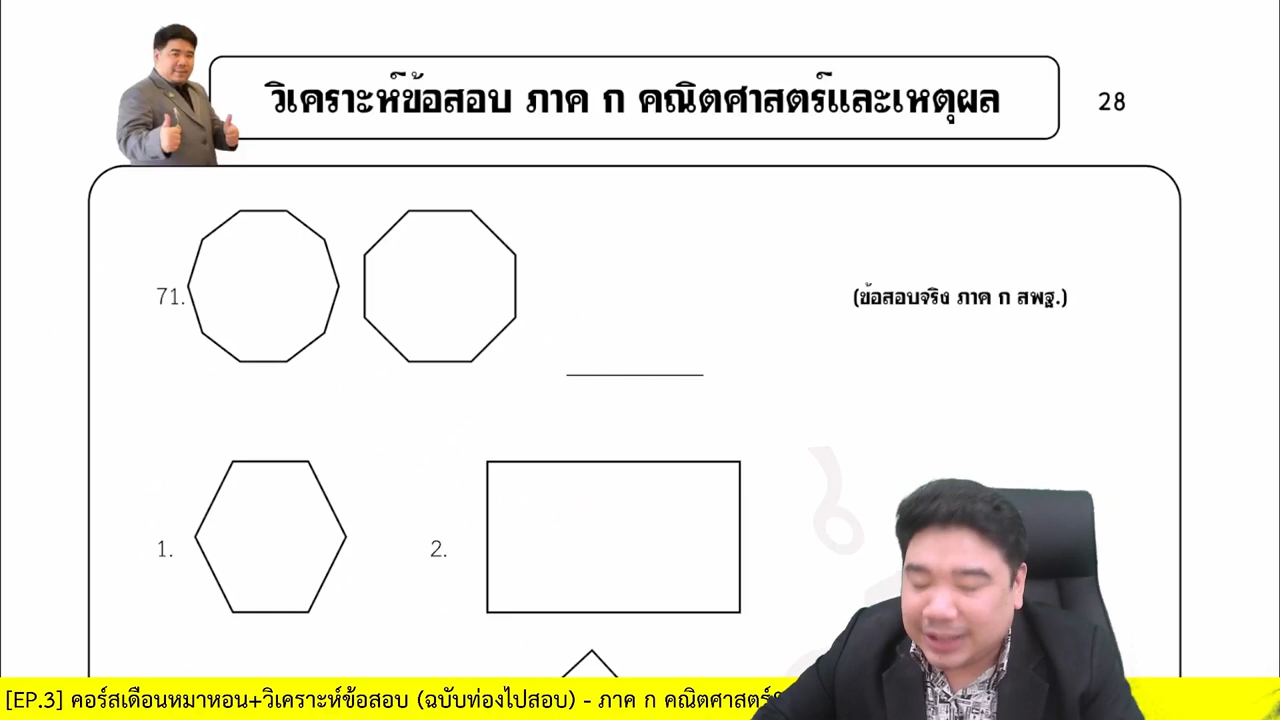 วิเคราะห์ข้อสอบ ภาค ก คณิตศาสตร์และเหตุผล
28
71.
(ข้อสอบจริง ภาค ก สพฐ.)
1.
2.
[EP.3] คอร์สเดือนหมาหอน+วิเคราะห์ข้อสอบ (ฉบับท่องไปสอบ) - ภาค ก คณิตศาสตร์